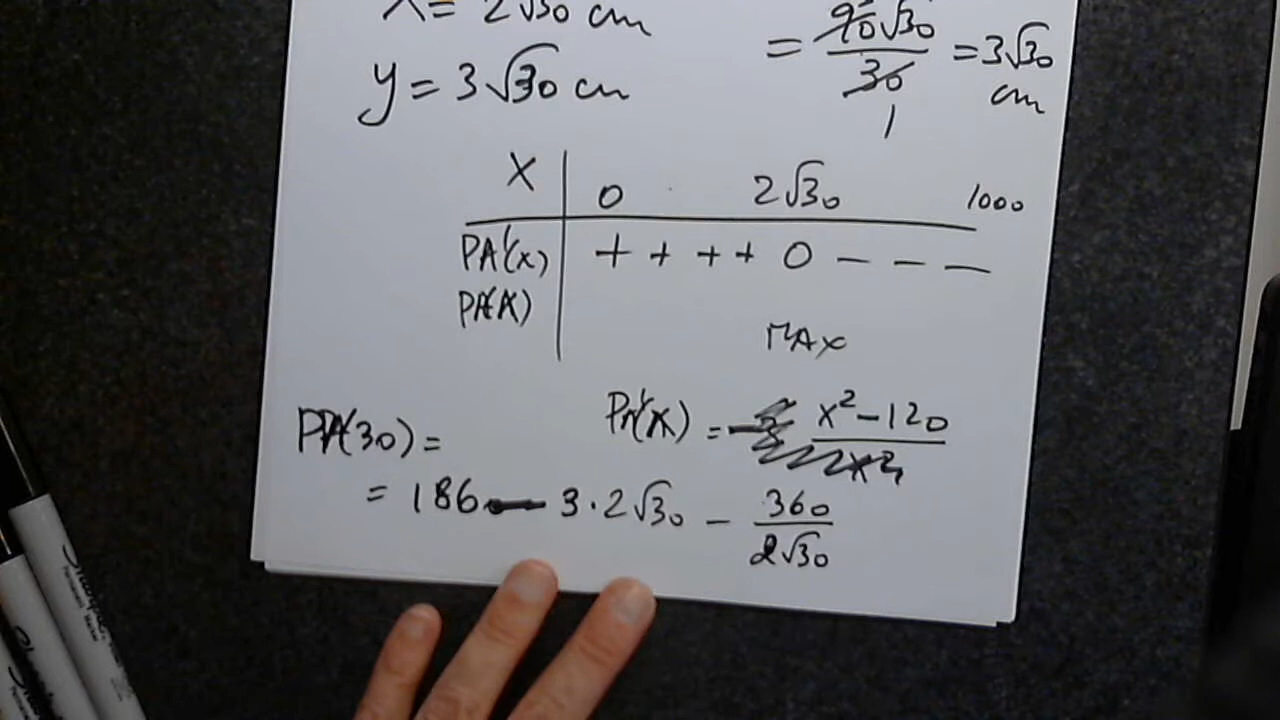 X = 2√30 cm
y = 3√30 cm
= 90√30 / 30 = 3√30 cm
1
X | 0 2√30 1000
PA'(x) | + + + + 0 – – –
PA(x) |
MAX
PA(30) =
PA'(x) = x² – 120
= 186 – 3 · 2√30 – 360 / 2√30
Sharpie